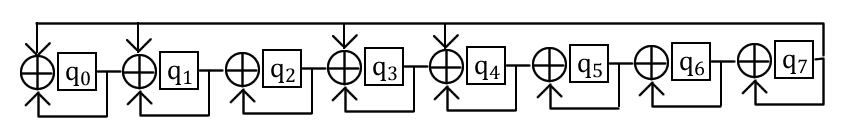 q₀ q₁ q₂ q₃ q₄ q₅ q₆ q₇